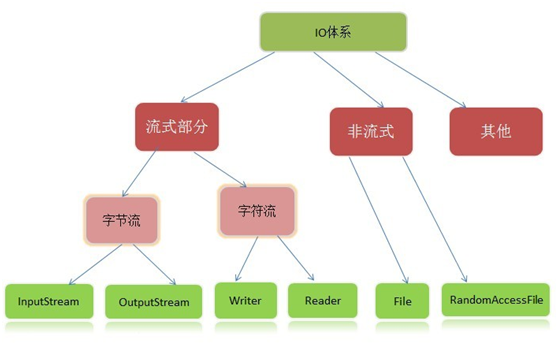 IO体系
流式部分
非流式
其他
字节流
字符流
InputStream
OutputStream
Writer
Reader
File
RandomAccessFile